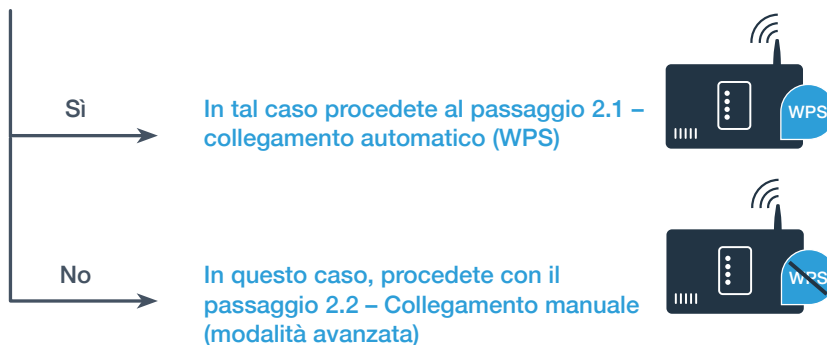 Sì
In tal caso procedete al passaggio 2.1 –
collegamento automatico (WPS)
WPS
No
In questo caso, procedete con il
passaggio 2.2 – Collegamento manuale
(modalità avanzata)
WPS